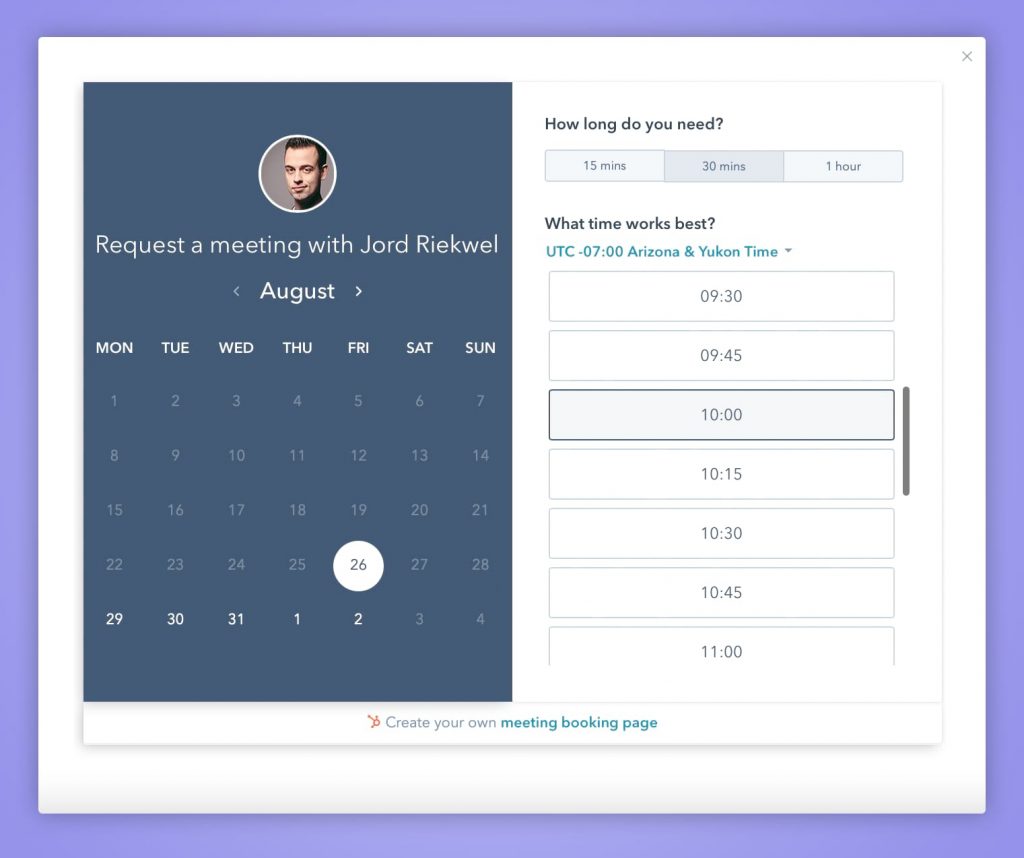 Request a meeting with Jord Riekwel
August
MON TUE WED THU FRI SAT SUN
1 2 3 4 5 6 7
8 9 10 11 12 13 14
15 16 17 18 19 20 21
22 23 24 25 26 27 28
29 30 31 1 2 3 4
How long do you need?
15 mins 30 mins 1 hour
What time works best?
UTC -07:00 Arizona & Yukon Time
09:30
09:45
10:00
10:15
10:30
10:45
11:00
Create your own meeting booking page